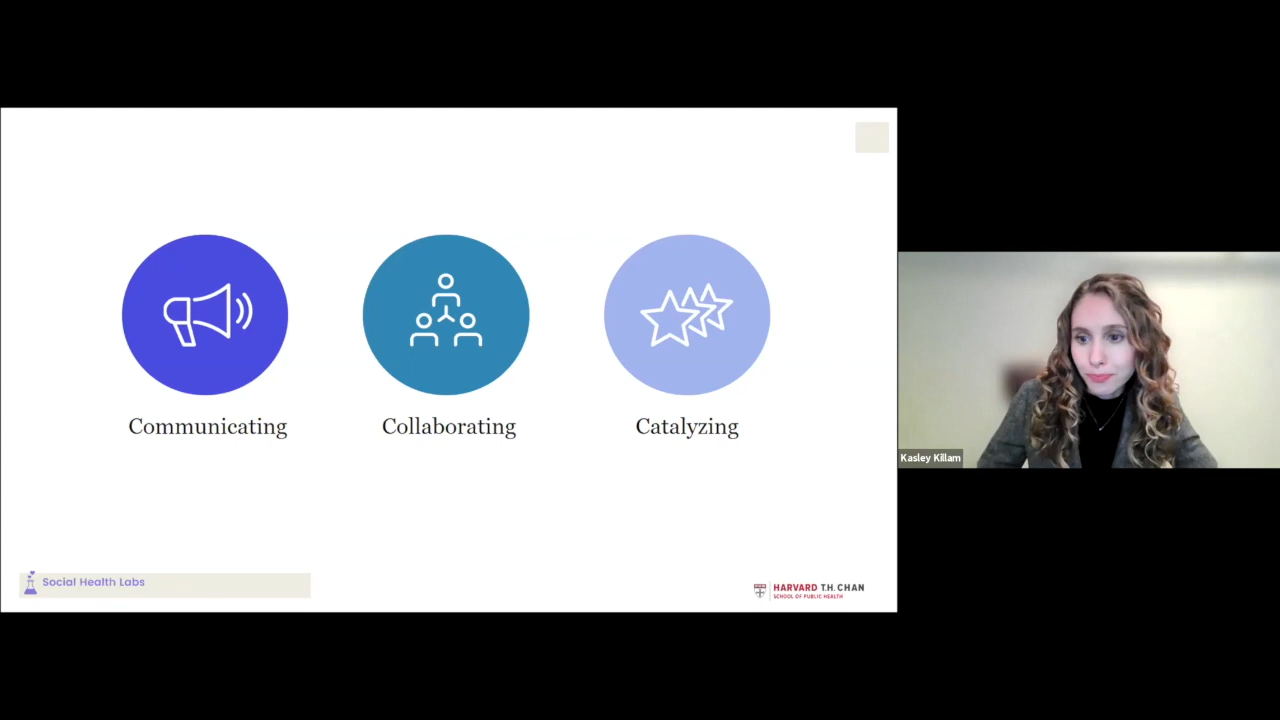 Communicating
Collaborating
Catalyzing
Kasley Killam
Social Health Labs
HARVARD T.H. CHAN
SCHOOL OF PUBLIC HEALTH